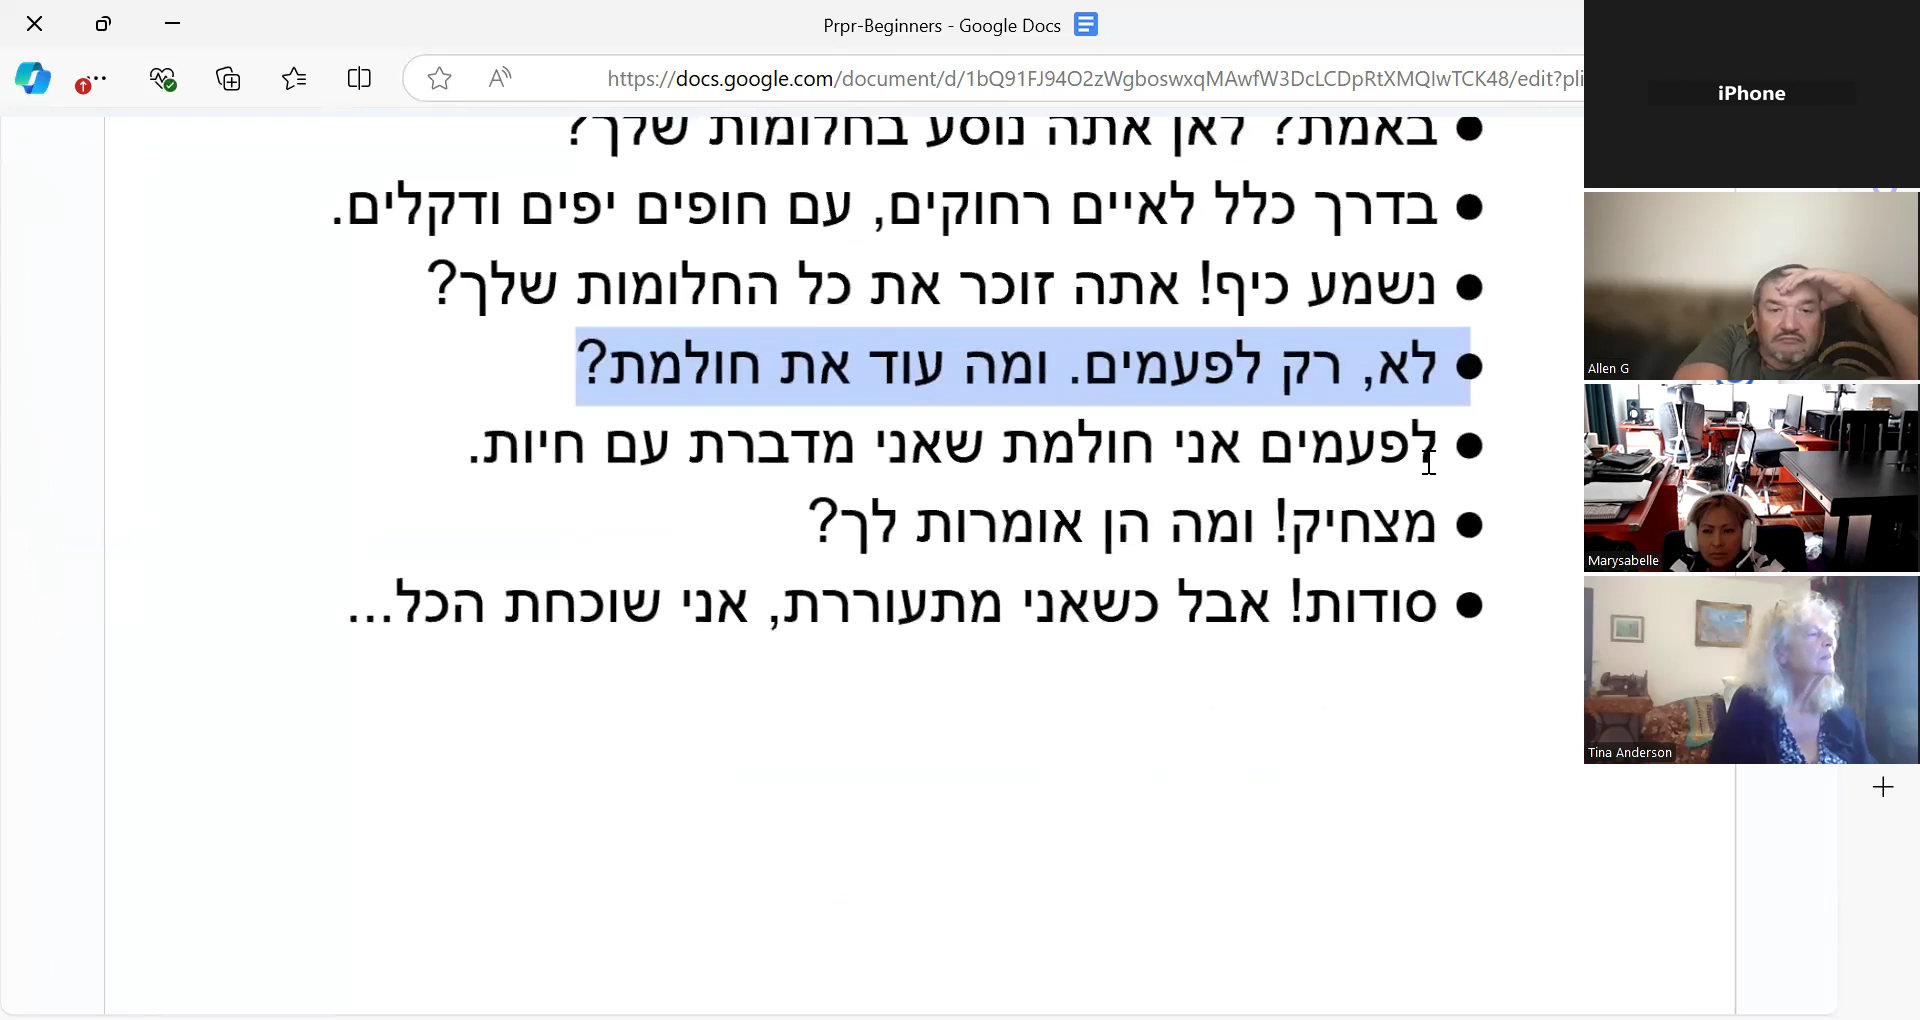 Prpr-Beginners - Google Docs
https://docs.google.com/document/d/1bQ91FJ94O2zWgboswxqMAwfW3DcLCDpRtXMQIwTCK48/edit?pli
iPhone
● באמת? לאן אתה נוסע בחלומות שלך?
● בדרך כלל לאיים רחוקים, עם חופים יפים ודקלים.
● נשמע כיף! אתה זוכר את כל החלומות שלך?
● לא, רק לפעמים. ומה עוד את חולמת?
● לפעמים אני חולמת שאני מדברת עם חיות.
● מצחיק! ומה הן אומרות לך?
● סודות! אבל כשאני מתעוררת, אני שוכחת הכל...
Allen G
Marysabelle
Tina Anderson